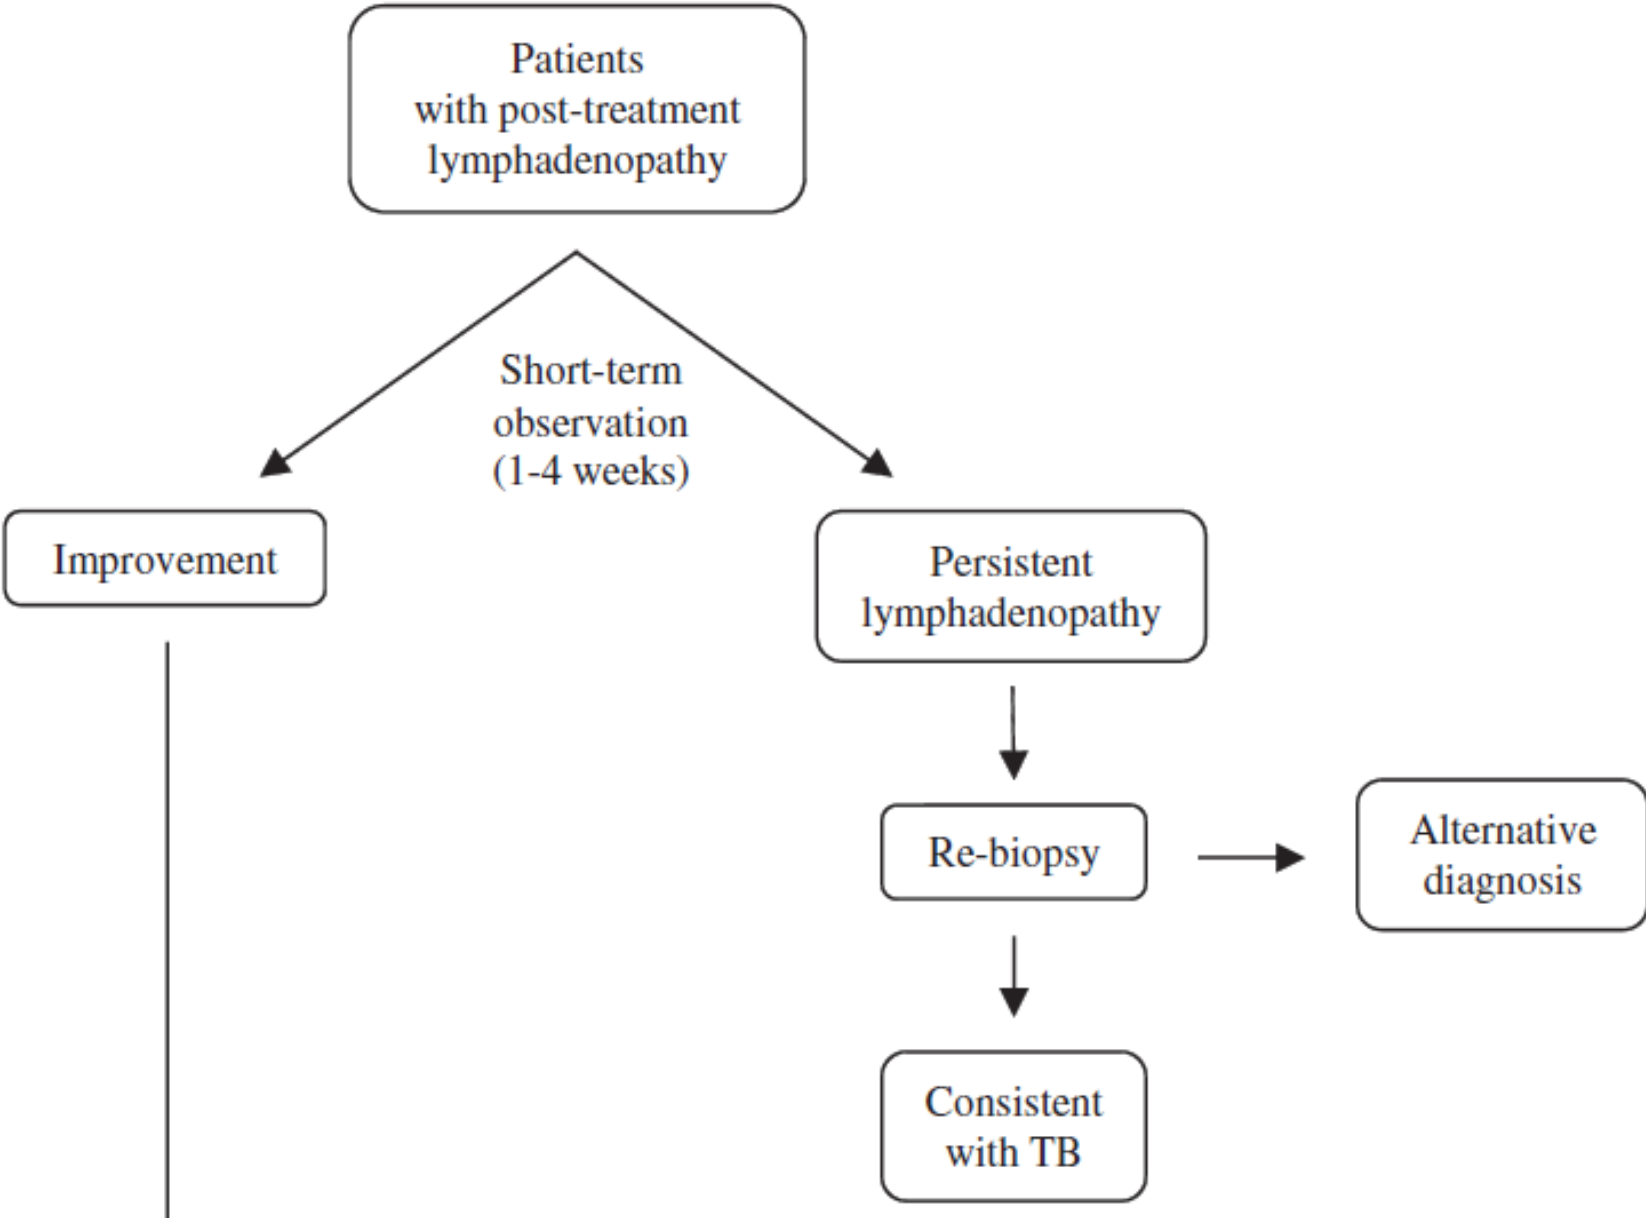 Patients
with post-treatment
lymphadenopathy
Short-term
observation
(1-4 weeks)
Improvement
Persistent
lymphadenopathy
Re-biopsy
Alternative
diagnosis
Consistent
with TB